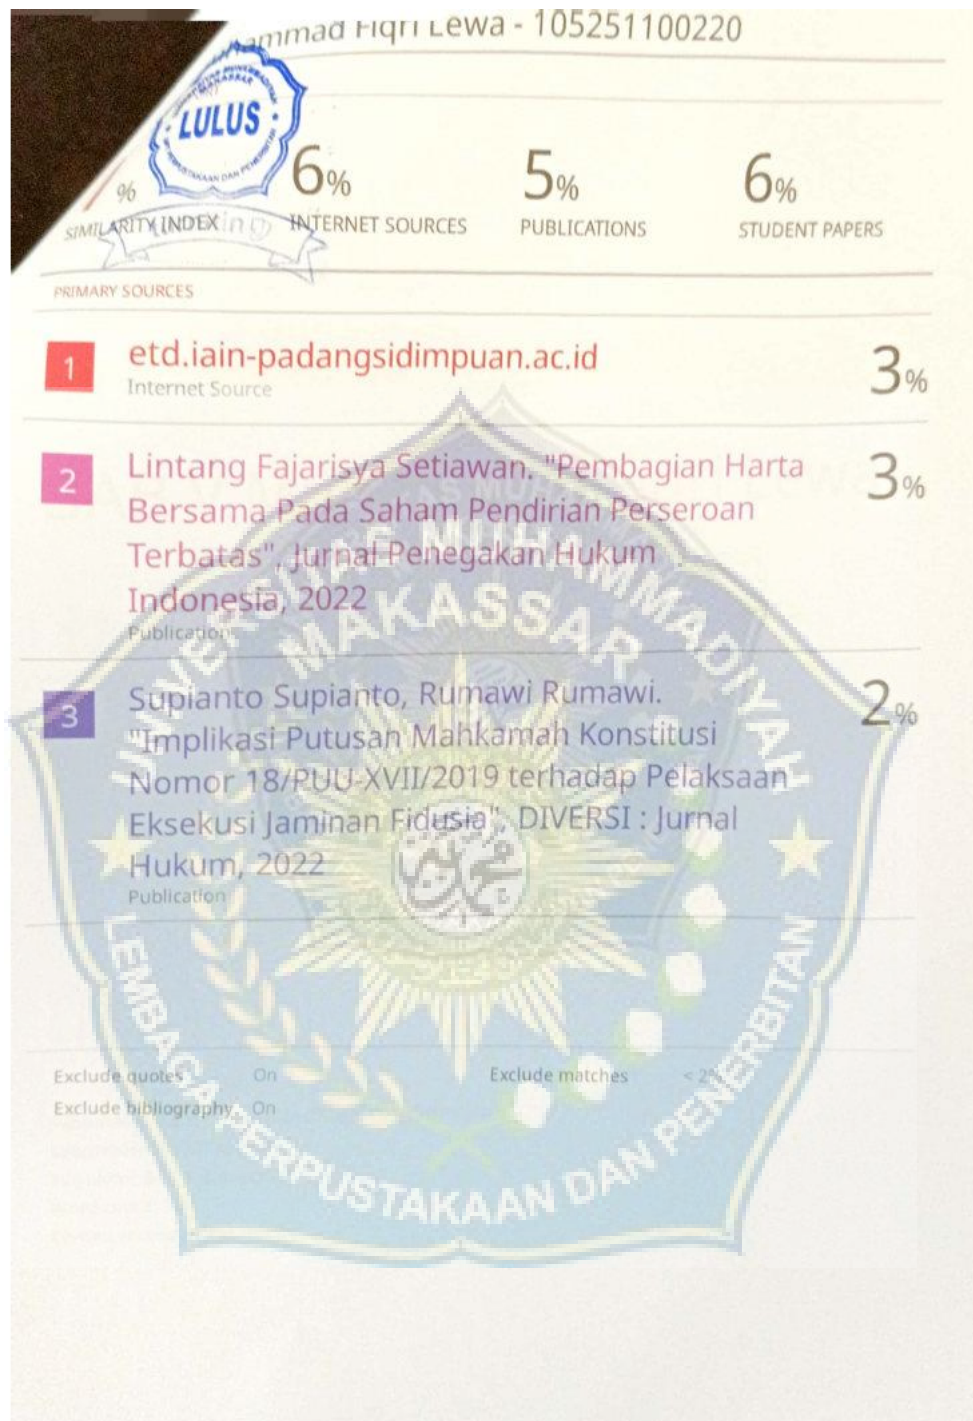 Fiqri Lewa - 105251100220
LULUS
%
SIMILARITY INDEX
6%
INTERNET SOURCES
5%
PUBLICATIONS
6%
STUDENT PAPERS
PRIMARY SOURCES
1
etd.iain-padangsidimpuan.ac.id
Internet Source
3%
2
Lintang Fajarisya Setiawan. "Pembagian Harta
Bersama Pada Saham Pendirian Perseroan
Terbatas", Jurnal Penegakan Hukum
Indonesia, 2022
Publication
3%
3
Supianto Supianto, Rumawi Rumawi.
"Implikasi Putusan Mahkamah Konstitusi
Nomor 18/PUU-XVII/2019 terhadap Pelaksaan
Eksekusi Jaminan Fidusia", DIVERSI : Jurnal
Hukum, 2022
Publication
2%
Exclude quotes On
Exclude matches < 2%
Exclude bibliography On
UNIVERSITAS MUHAMMADIYAH
MAKASSAR
LEMBAGA PERPUSTAKAAN DAN PENERBITAN